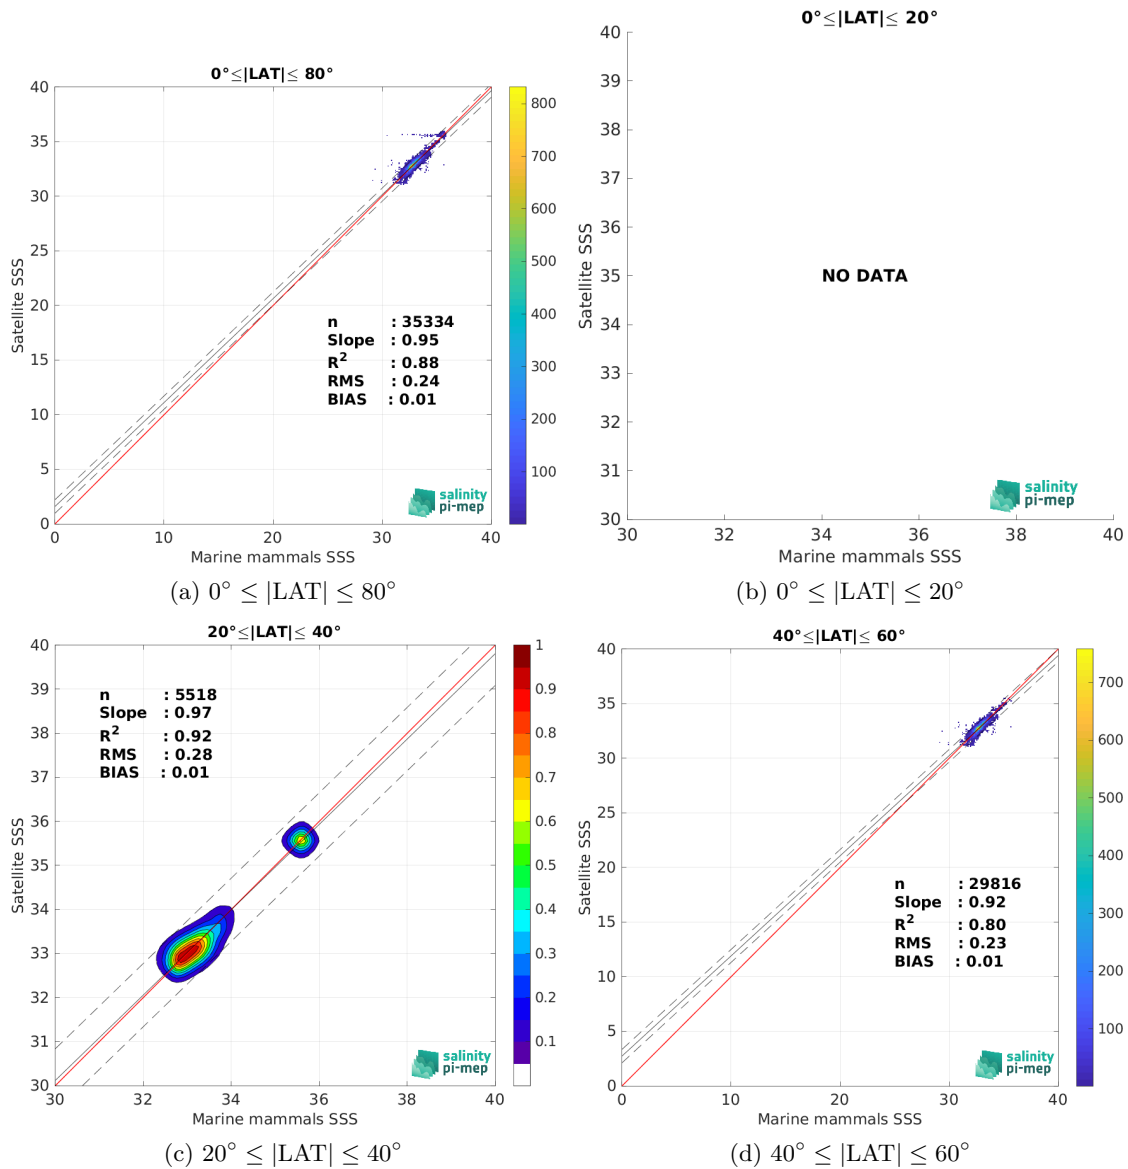 0°≤|LAT|≤ 80°
40
35
30
25
20
15
10
5
0
0
10
20
30
40
Satellite SSS
Marine mammals SSS
n : 35334
Slope : 0.95
R² : 0.88
RMS : 0.24
BIAS : 0.01
salinity
pi-mep
800
700
600
500
400
300
200
100
(a) 0° ≤ |LAT| ≤ 80°
0°≤|LAT|≤ 20°
40
39
38
37
36
35
34
33
32
31
30
30
32
34
36
38
40
Satellite SSS
Marine mammals SSS
NO DATA
salinity
pi-mep
(b) 0° ≤ |LAT| ≤ 20°
20°≤|LAT|≤ 40°
40
39
38
37
36
35
34
33
32
31
30
30
32
34
36
38
40
Satellite SSS
Marine mammals SSS
n : 5518
Slope : 0.97
R² : 0.92
RMS : 0.28
BIAS : 0.01
salinity
pi-mep
1
0.9
0.8
0.7
0.6
0.5
0.4
0.3
0.2
0.1
(c) 20° ≤ |LAT| ≤ 40°
40°≤|LAT|≤ 60°
40
35
30
25
20
15
10
5
0
0
10
20
30
40
Satellite SSS
Marine mammals SSS
n : 29816
Slope : 0.92
R² : 0.80
RMS : 0.23
BIAS : 0.01
salinity
pi-mep
700
600
500
400
300
200
100
(d) 40° ≤ |LAT| ≤ 60°